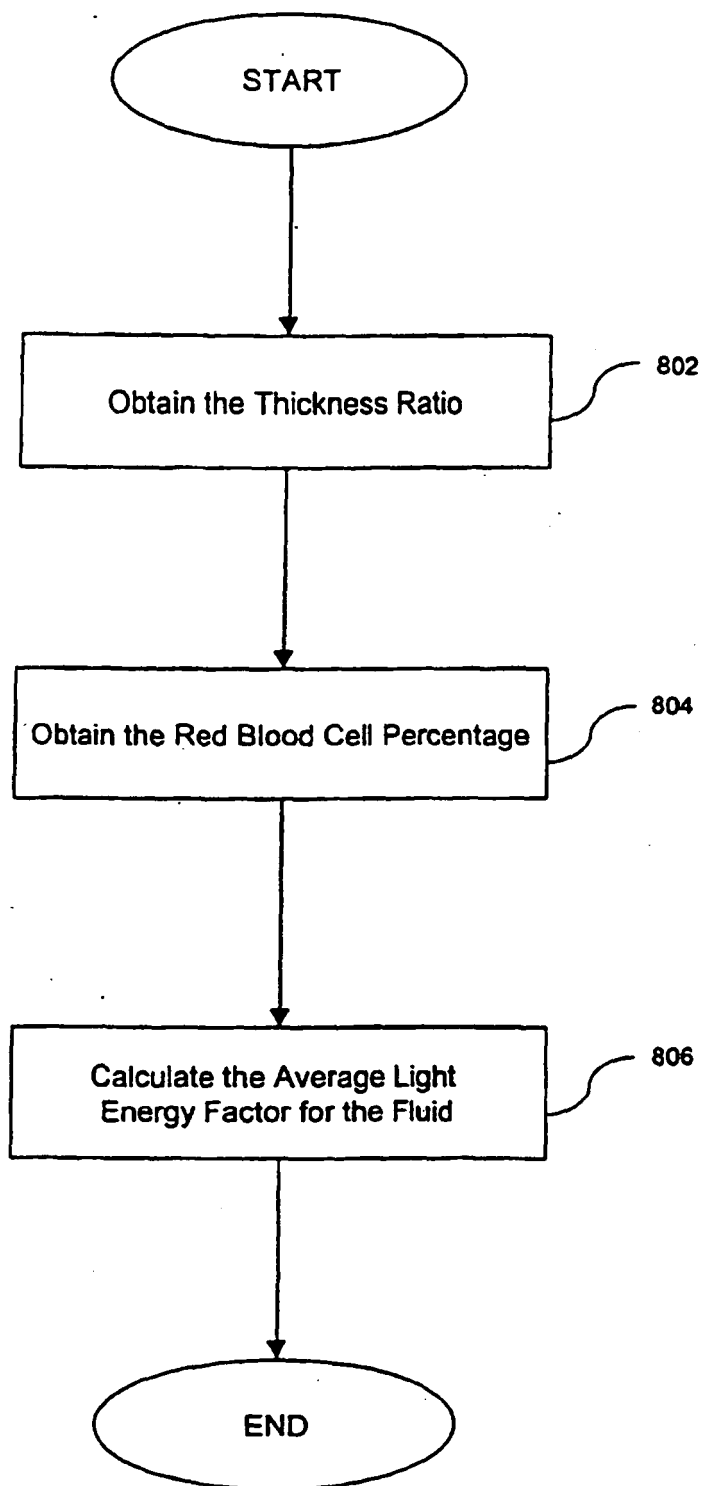 START
Obtain the Thickness Ratio
802
Obtain the Red Blood Cell Percentage
804
Calculate the Average Light
Energy Factor for the Fluid
806
END